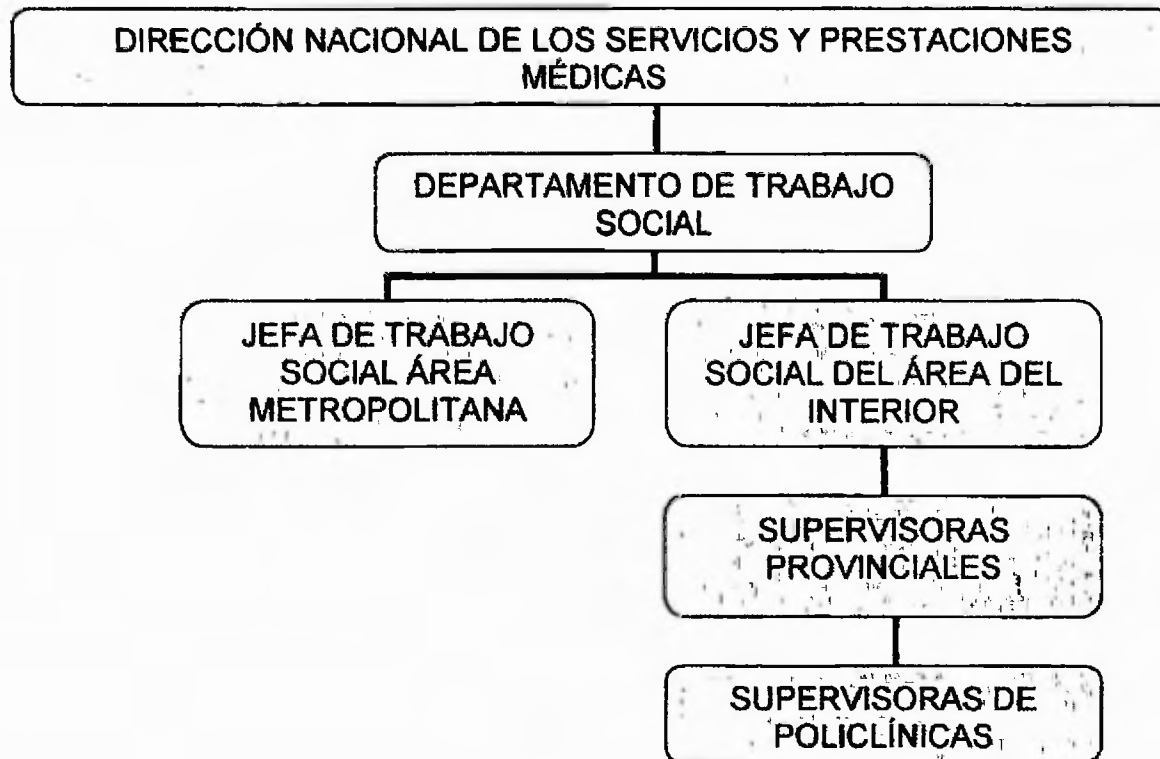 DIRECCIÓN NACIONAL DE LOS SERVICIOS Y PRESTACIONES
MÉDICAS
DEPARTAMENTO DE TRABAJO
SOCIAL
JEFA DE TRABAJO
SOCIAL ÁREA
METROPOLITANA
JEFA DE TRABAJO
SOCIAL DEL ÁREA DEL
INTERIOR
SUPERVISORAS
PROVINCIALES
SUPERVISORAS DE
POLICLÍNICAS